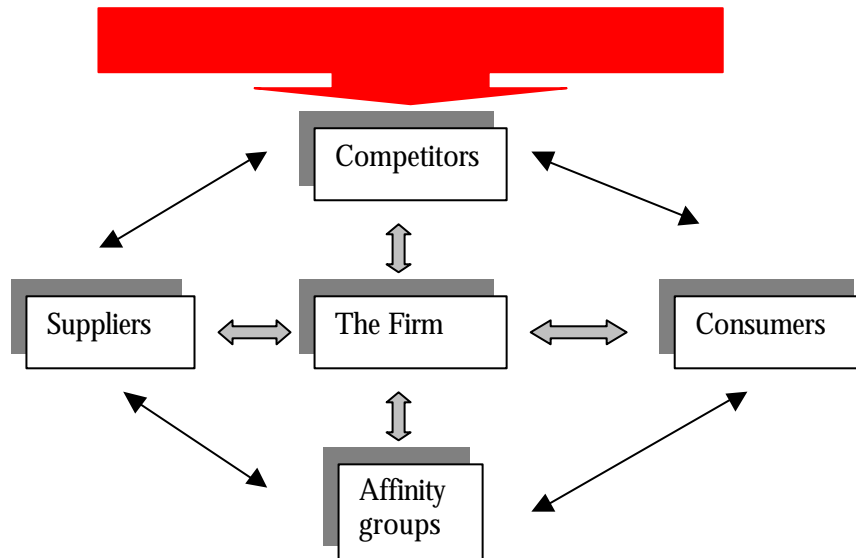 Competitors
Suppliers
The Firm
Consumers
Affinity
groups